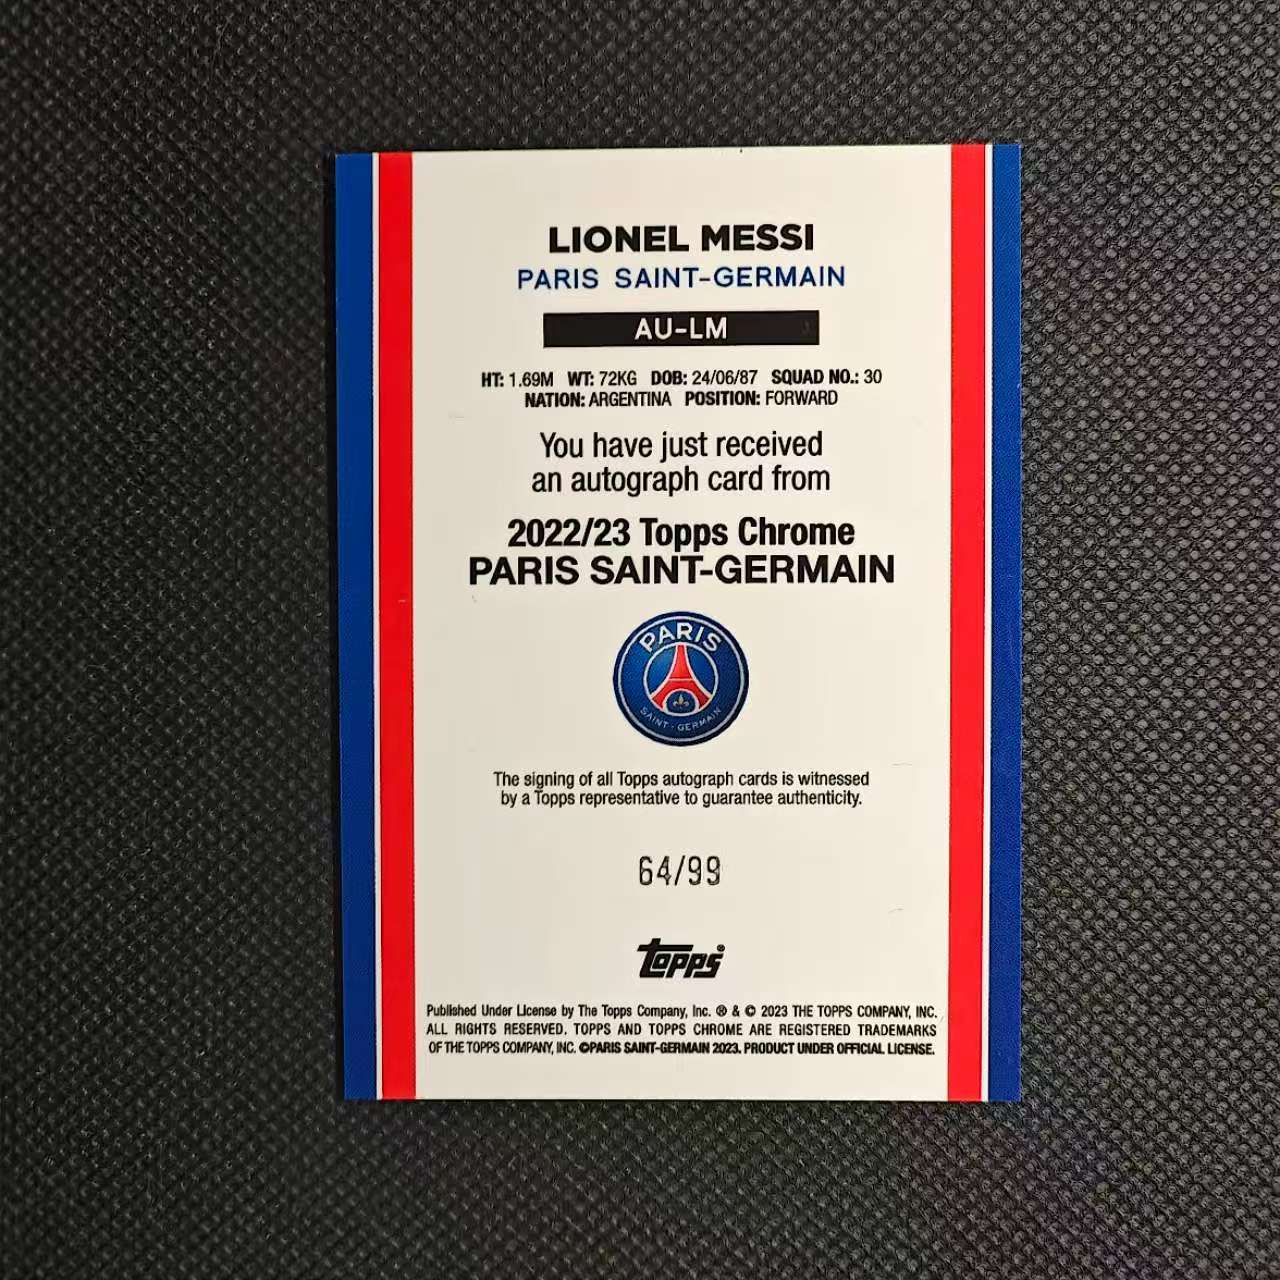 LIONEL MESSI
PARIS SAINT-GERMAIN
AU-LM
HT: 1.69M WT: 72KG DOB: 24/06/87 SQUAD NO.: 30
NATION: ARGENTINA POSITION: FORWARD
You have just received
an autograph card from
2022/23 Topps Chrome
PARIS SAINT-GERMAIN
PARIS
SAINT-GERMAIN
The signing of all Topps autograph cards is witnessed
by a Topps representative to guarantee authenticity.
64/99
Topps®
Published Under License by The Topps Company, Inc. ® & © 2023 THE TOPPS COMPANY, INC.
ALL RIGHTS RESERVED. TOPPS AND TOPPS CHROME ARE REGISTERED TRADEMARKS
OF THE TOPPS COMPANY, INC. ©PARIS SAINT-GERMAIN 2023. PRODUCT UNDER OFFICIAL LICENSE.